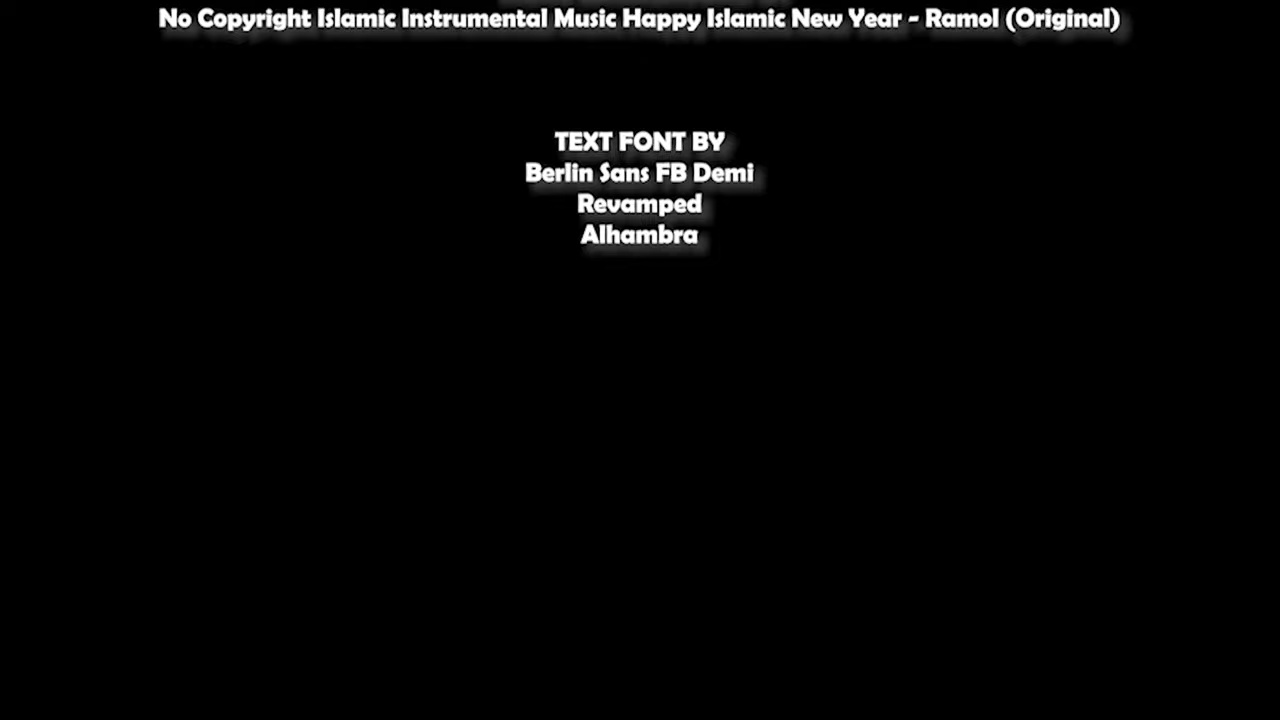 No Copyright Islamic Instrumental Music Happy Islamic New Year - Ramol (Original)
TEXT FONT BY
Berlin Sans FB Demi
Revamped
Alhambra